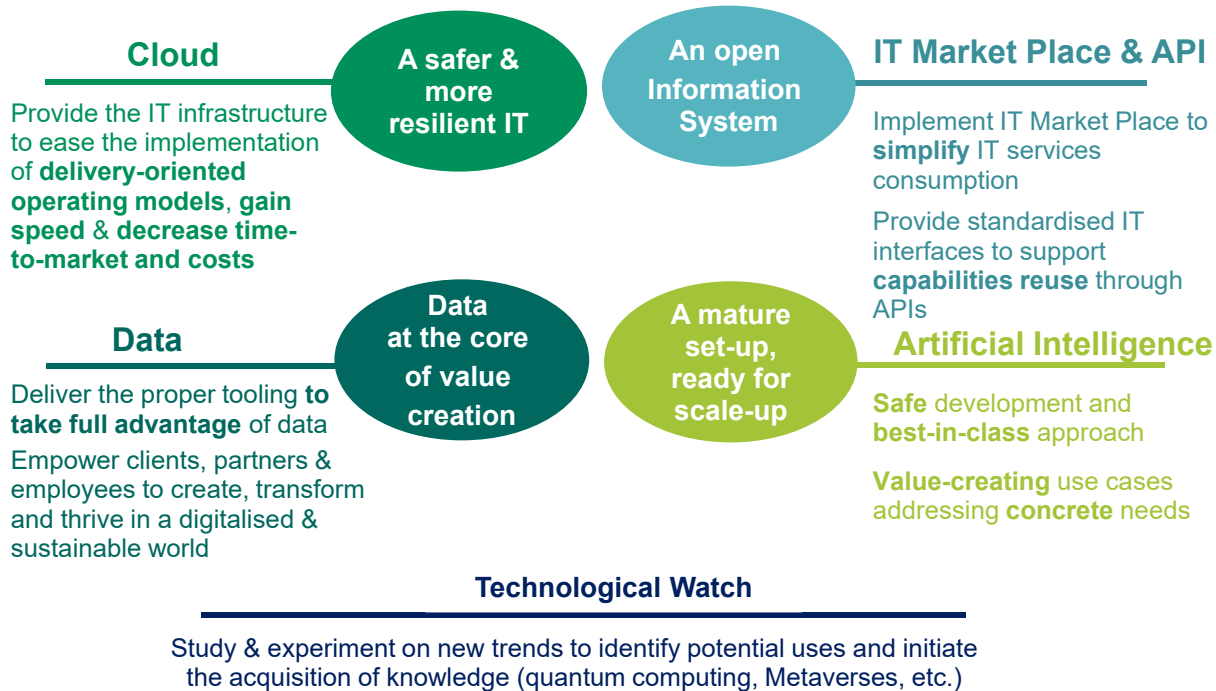 Cloud
Provide the IT infrastructure
to ease the implementation
of delivery-oriented
operating models, gain
speed & decrease time-
to-market and costs
A safer &
more
resilient IT
An open
Information
System
IT Market Place & API
Implement IT Market Place to
simplify IT services
consumption
Provide standardised IT
interfaces to support
capabilities reuse through
APIs
Data
Deliver the proper tooling to
take full advantage of data
Empower clients, partners &
employees to create, transform
and thrive in a digitalised &
sustainable world
Data
at the core
of value
creation
A mature
set-up,
ready for
scale-up
Artificial Intelligence
Safe development and
best-in-class approach
Value-creating use cases
addressing concrete needs
Technological Watch
Study & experiment on new trends to identify potential uses and initiate
the acquisition of knowledge (quantum computing, Metaverses, etc.)